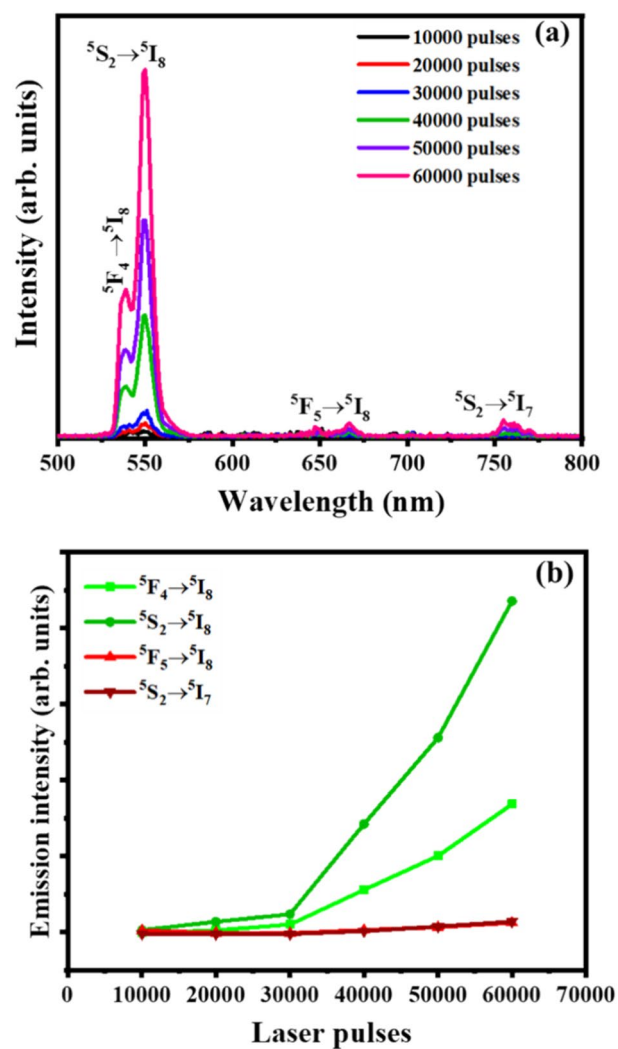 (a)
⁵S₂→⁵I₈
10000 pulses
20000 pulses
30000 pulses
40000 pulses
50000 pulses
60000 pulses
⁵F₄→⁵I₈
⁵F₅→⁵I₈
⁵S₂→⁵I₇
Intensity (arb. units)
500 550 600 650 700 750 800
Wavelength (nm)
(b)
⁵F₄→⁵I₈
⁵S₂→⁵I₈
⁵F₅→⁵I₈
⁵S₂→⁵I₇
Emission intensity (arb. units)
0 10000 20000 30000 40000 50000 60000 70000
Laser pulses